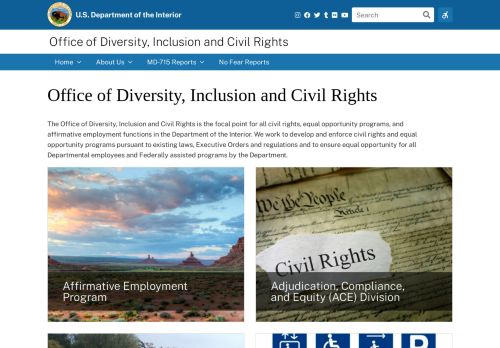 U.S. Department of the Interior
Search
Office of Diversity, Inclusion and Civil Rights
Home
About Us
MD-715 Reports
No Fear Reports
Office of Diversity, Inclusion and Civil Rights
The Office of Diversity, Inclusion and Civil Rights is the focal point for all civil rights, equal opportunity programs, and
affirmative employment functions in the Department of the Interior. We work to develop and enforce civil rights and equal
opportunity programs pursuant to existing laws, Executive Orders and regulations and to ensure equal opportunity for all
Departmental employees and Federally assisted programs by the Department.
Affirmative Employment
Program
We the People
Article I
Civil Rights
Adjudication, Compliance,
and Equity (ACE) Division